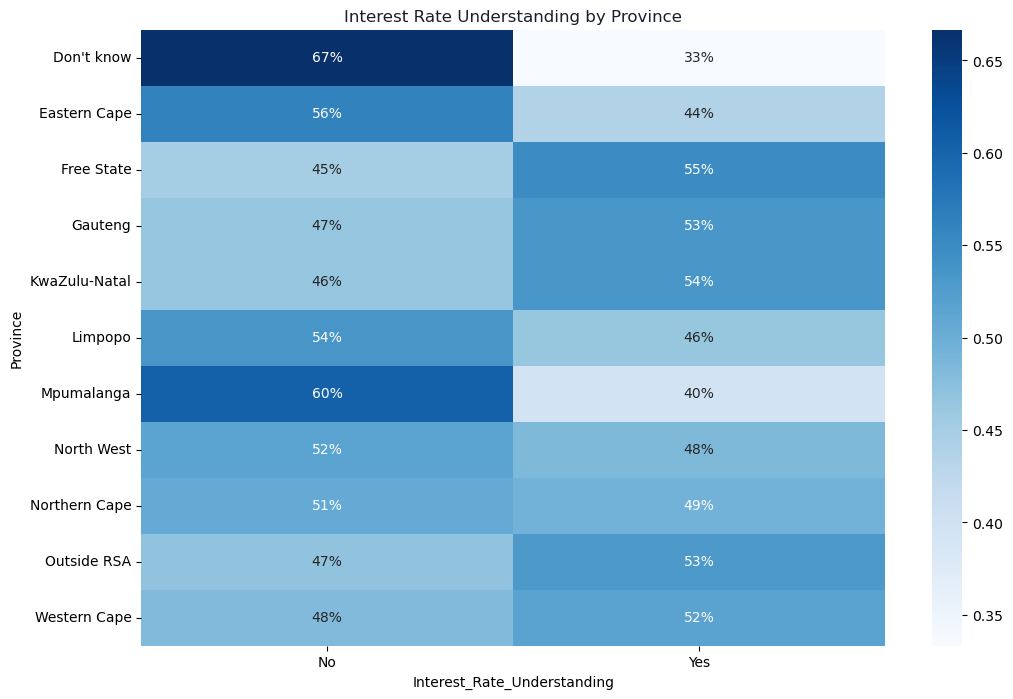 Interest Rate Understanding by Province
Province
Don't know 67% 33%
Eastern Cape 56% 44%
Free State 45% 55%
Gauteng 47% 53%
KwaZulu-Natal 46% 54%
Limpopo 54% 46%
Mpumalanga 60% 40%
North West 52% 48%
Northern Cape 51% 49%
Outside RSA 47% 53%
Western Cape 48% 52%
No Yes
Interest_Rate_Understanding
0.65
0.60
0.55
0.50
0.45
0.40
0.35